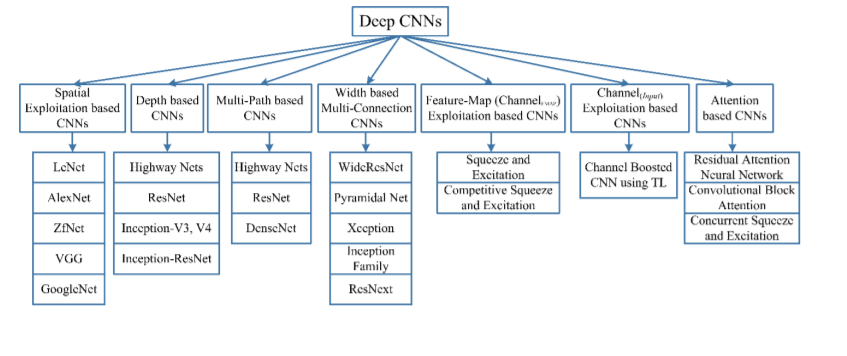 Deep CNNs
Spatial
Exploitation based
CNNs
Depth based
CNNs
Multi-Path based
CNNs
Width based
Multi-Connection
CNNs
Feature-Map (Channel
)
Exploitation based CNNs
Channel(Input)
Exploitation based
CNNs
Attention
based CNNs
LeNet
AlexNet
ZfNet
VGG
GoogleNet
Highway Nets
ResNet
Inception-V3, V4
Inception-ResNet
Highway Nets
ResNet
DenseNet
WideResNet
Pyramidal Net
Xception
Inception
Family
ResNext
Squeeze and
Excitation
Competitive Squeeze
and Excitation
Channel Boosted
CNN using TL
Residual Attention
Neural Network
Convolutional Block
Attention
Concurrent Squeeze
and Excitation